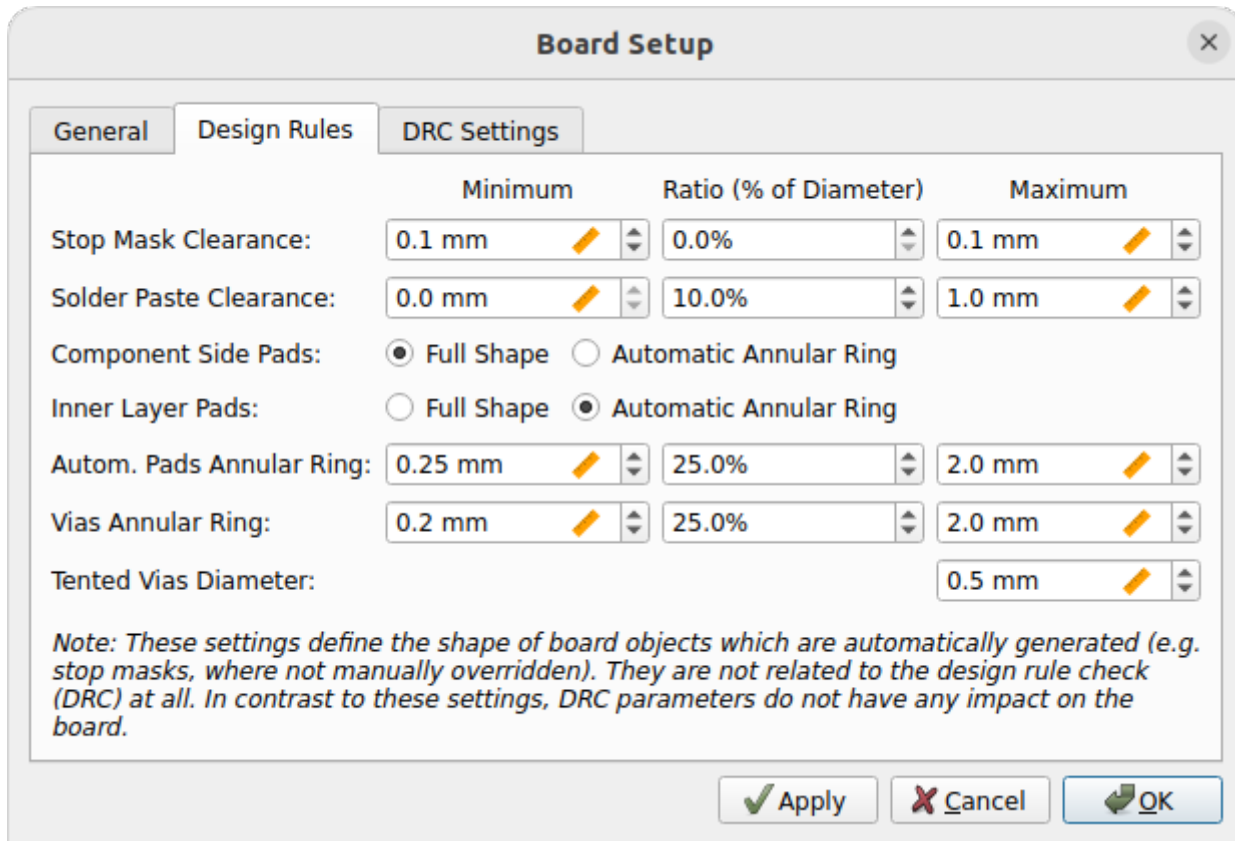 Board Setup
General Design Rules DRC Settings
Minimum Ratio (% of Diameter) Maximum
Stop Mask Clearance: 0.1 mm 0.0% 0.1 mm
Solder Paste Clearance: 0.0 mm 10.0% 1.0 mm
Component Side Pads: Full Shape Automatic Annular Ring
Inner Layer Pads: Full Shape Automatic Annular Ring
Autom. Pads Annular Ring: 0.25 mm 25.0% 2.0 mm
Vias Annular Ring: 0.2 mm 25.0% 2.0 mm
Tented Vias Diameter: 0.5 mm
Note: These settings define the shape of board objects which are automatically generated (e.g.
stop masks, where not manually overridden). They are not related to the design rule check
(DRC) at all. In contrast to these settings, DRC parameters do not have any impact on the
board.
Apply Cancel OK